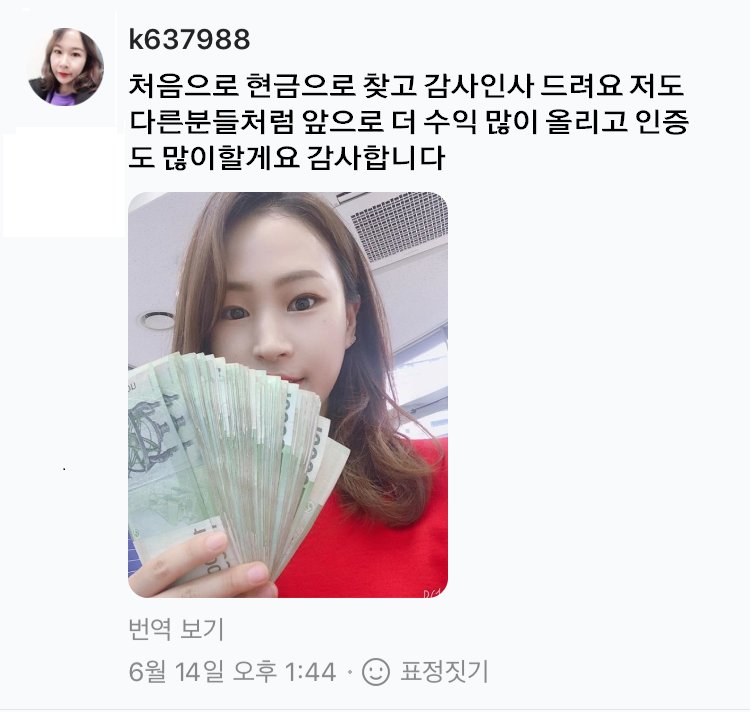 k637988
처음으로 현금으로 찾고 감사인사 드려요 저도
다른분들처럼 앞으로 더 수익 많이 올리고 인증
도 많이할게요 감사합니다
번역 보기
6월 14일 오후 1:44 · 표정짓기